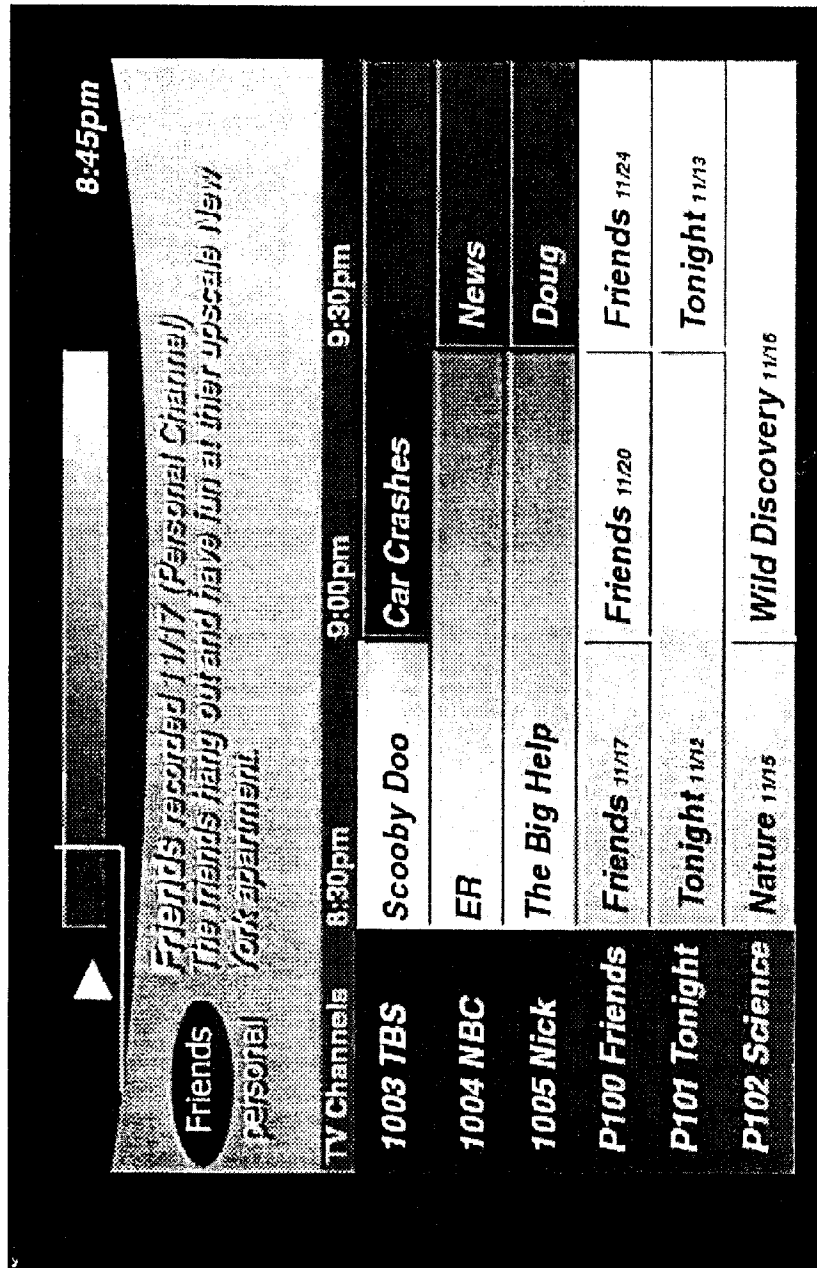 8:45pm
Friends
personal
Friends recorded 11/17 (Personal Channel)
The friends hang out and have fun at thier upscale New
York apartment.
TV Channels 8:30pm 9:00pm 9:30pm
1003 TBS Scooby Doo Car Crashes
1004 NBC ER News
1005 Nick The Big Help Doug
P100 Friends Friends 11/17 Friends 11/20 Friends 11/24
P101 Tonight Tonight 11/12 Tonight 11/13
P102 Science Nature 11/15 Wild Discovery 11/16